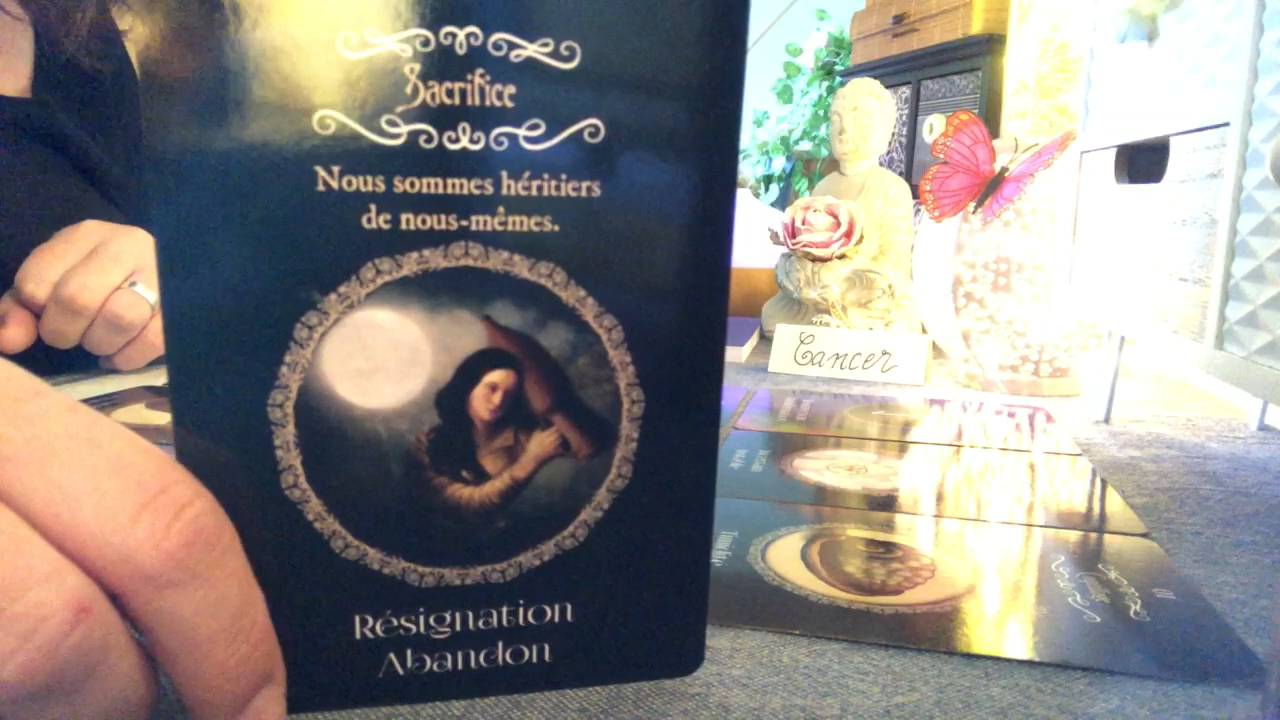 Sacrifice
Nous sommes héritiers
de nous-mêmes.
Résignation
Abandon
Cancer